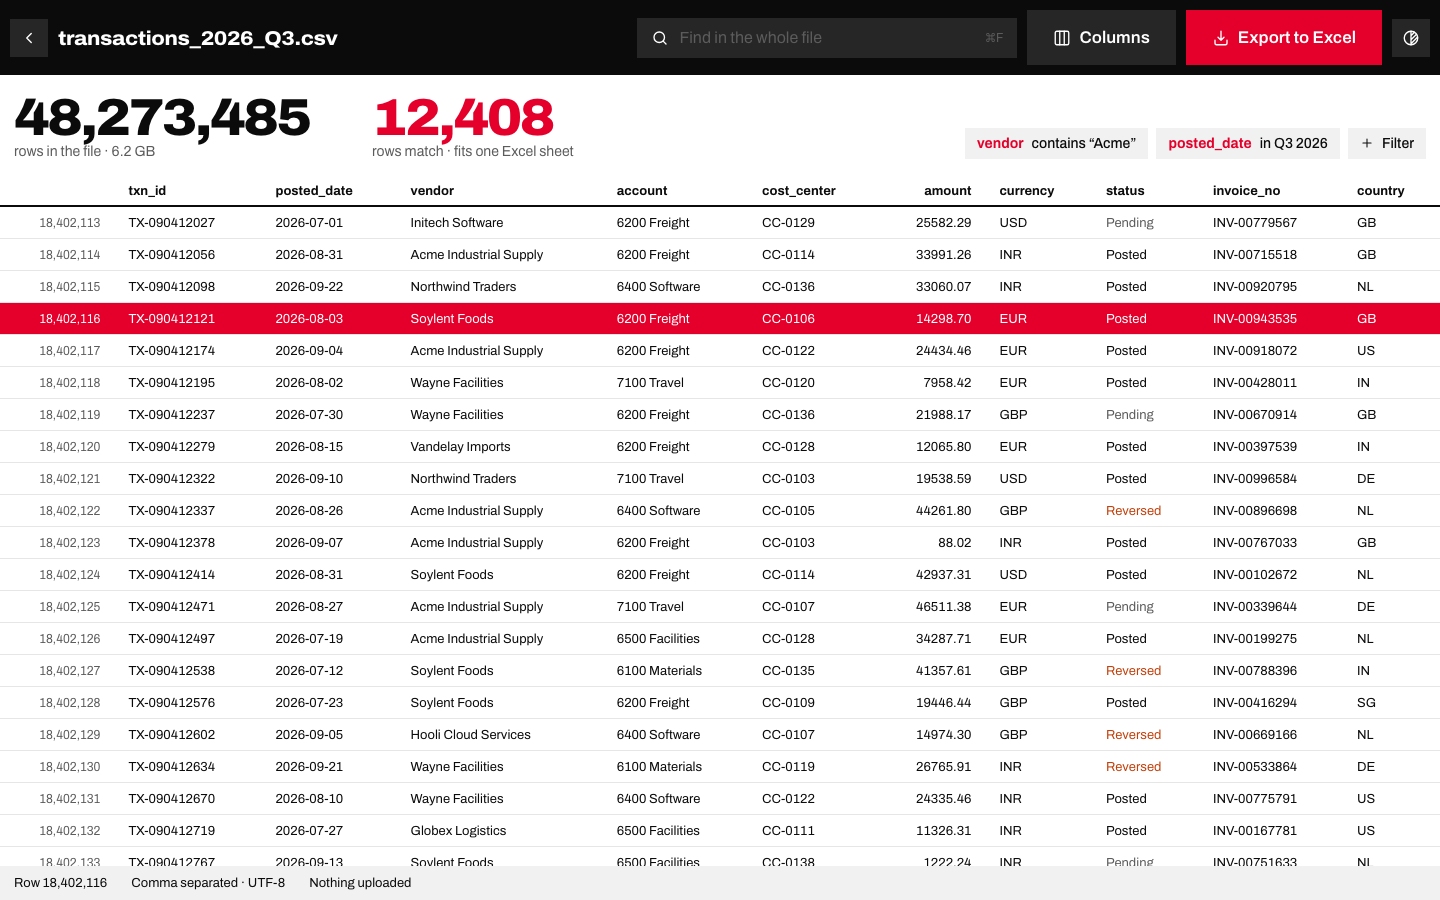 transactions_2026_Q3.csv
Find in the whole file ⌘F
Columns
Export to Excel
48,273,485
rows in the file · 6.2 GB
12,408
rows match · fits one Excel sheet
vendor contains “Acme”
posted_date in Q3 2026
+ Filter
txn_id posted_date vendor account cost_center amount currency status invoice_no country
18,402,113 TX-090412027 2026-07-01 Initech Software 6200 Freight CC-0129 25582.29 USD Pending INV-00779567 GB
18,402,114 TX-090412056 2026-08-31 Acme Industrial Supply 6200 Freight CC-0114 33991.26 INR Posted INV-00715518 GB
18,402,115 TX-090412098 2026-09-22 Northwind Traders 6400 Software CC-0136 33060.07 INR Posted INV-00920795 NL
18,402,116 TX-090412121 2026-08-03 Soylent Foods 6200 Freight CC-0106 14298.70 EUR Posted INV-00943535 GB
18,402,117 TX-090412174 2026-09-04 Acme Industrial Supply 6200 Freight CC-0122 24434.46 EUR Posted INV-00918072 US
18,402,118 TX-090412195 2026-08-02 Wayne Facilities 7100 Travel CC-0120 7958.42 EUR Posted INV-00428011 IN
18,402,119 TX-090412237 2026-07-30 Wayne Facilities 6200 Freight CC-0136 21988.17 GBP Pending INV-00670914 GB
18,402,120 TX-090412279 2026-08-15 Vandelay Imports 6200 Freight CC-0128 12065.80 EUR Posted INV-00397539 IN
18,402,121 TX-090412322 2026-09-10 Northwind Traders 7100 Travel CC-0103 19538.59 USD Posted INV-00996584 DE
18,402,122 TX-090412337 2026-08-26 Acme Industrial Supply 6400 Software CC-0105 44261.80 GBP Reversed INV-00896698 NL
18,402,123 TX-090412378 2026-09-07 Acme Industrial Supply 6200 Freight CC-0103 88.02 INR Posted INV-00767033 GB
18,402,124 TX-090412414 2026-08-31 Soylent Foods 6200 Freight CC-0114 42937.31 USD Posted INV-00102672 NL
18,402,125 TX-090412471 2026-08-27 Acme Industrial Supply 7100 Travel CC-0107 46511.38 EUR Pending INV-00339644 DE
18,402,126 TX-090412497 2026-07-19 Acme Industrial Supply 6500 Facilities CC-0128 34287.71 EUR Posted INV-00199275 NL
18,402,127 TX-090412538 2026-07-12 Soylent Foods 6100 Materials CC-0135 41357.61 GBP Reversed INV-00788396 IN
18,402,128 TX-090412576 2026-07-23 Soylent Foods 6200 Freight CC-0109 19446.44 GBP Posted INV-00416294 SG
18,402,129 TX-090412602 2026-09-05 Hooli Cloud Services 6400 Software CC-0107 14974.30 GBP Reversed INV-00669166 NL
18,402,130 TX-090412634 2026-09-21 Wayne Facilities 6100 Materials CC-0119 26765.91 INR Reversed INV-00533864 DE
18,402,131 TX-090412670 2026-08-10 Wayne Facilities 6400 Software CC-0122 24335.46 INR Posted INV-00775791 US
18,402,132 TX-090412719 2026-07-27 Globex Logistics 6500 Facilities CC-0111 11326.31 INR Posted INV-00167781 US
18,402,133 TX-090412767 2026-09-13 Soylent Foods 6500 Facilities CC-0138 1222.24 INR Pending INV-00751633 NL
Row 18,402,116 Comma separated · UTF-8 Nothing uploaded